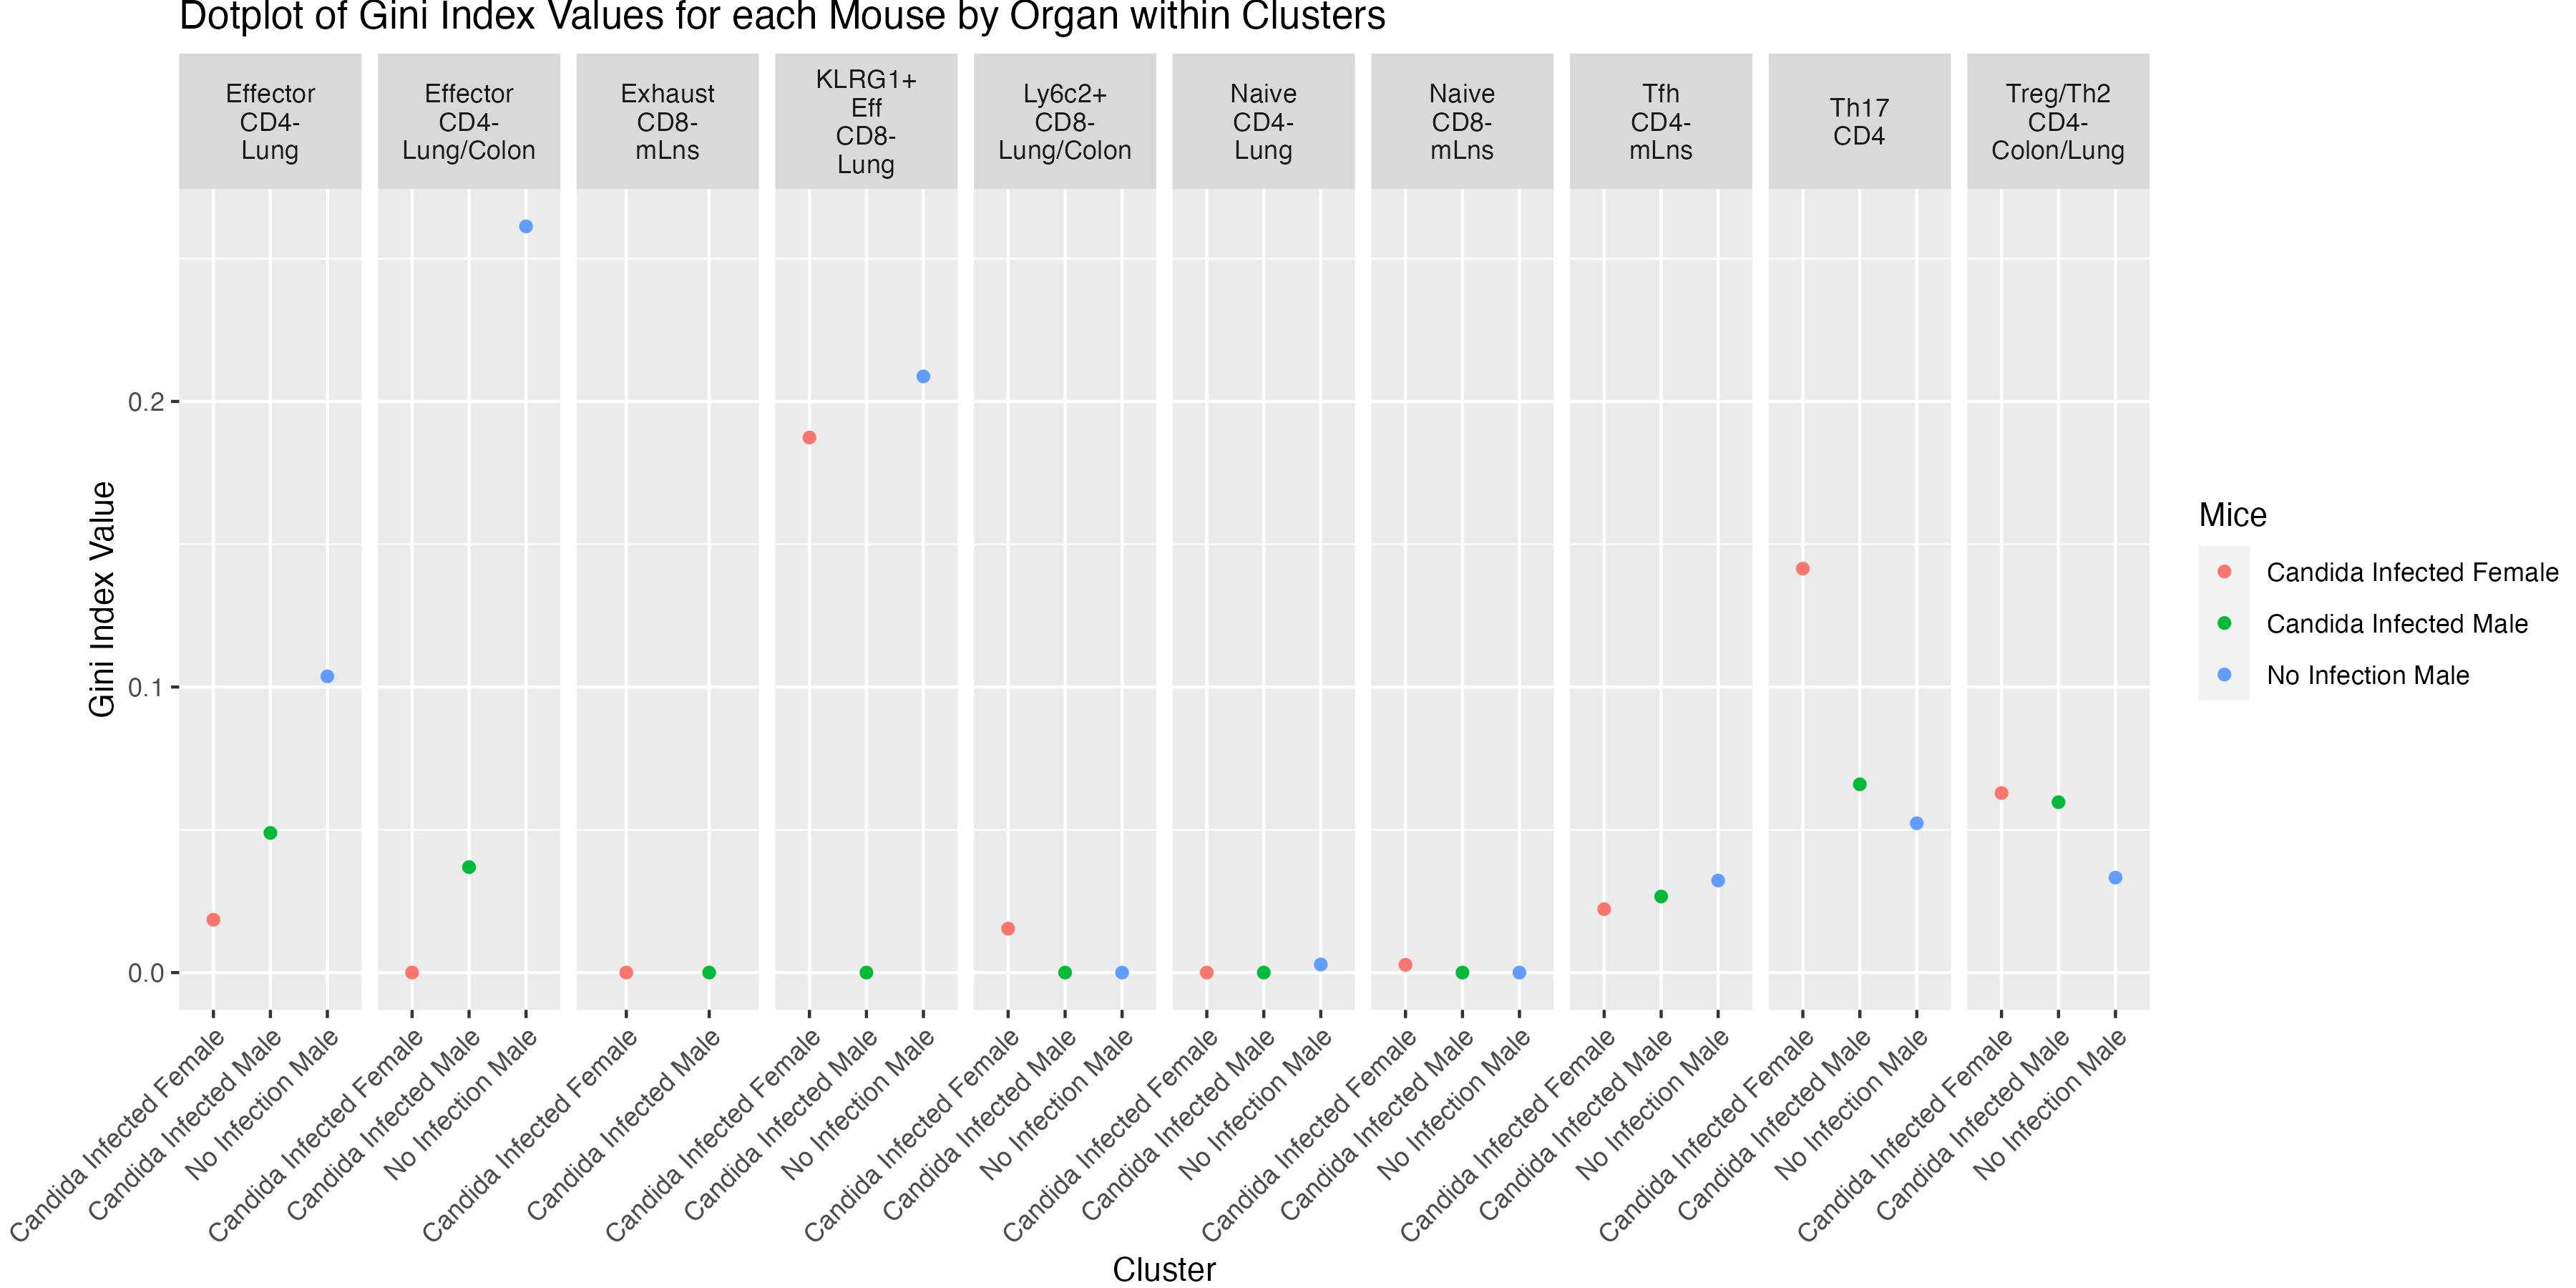 Dotplot of Gini Index Values for each Mouse by Organ within Clusters
Effector
CD4-
Lung
Effector
CD4-
Lung/Colon
Exhaust
CD8-
mLns
KLRG1+
Eff
CD8-
Lung
Ly6c2+
CD8-
Lung/Colon
Naive
CD4-
Lung
Naive
CD8-
mLns
Tfh
CD4-
mLns
Th17
CD4
Treg/Th2
CD4-
Colon/Lung
Gini Index Value
0.2
0.1
0.0
Candida Infected Female
Candida Infected Male
No Infection Male
Candida Infected Female
Candida Infected Male
No Infection Male
Candida Infected Female
Candida Infected Male
Candida Infected Female
Candida Infected Male
No Infection Male
Candida Infected Female
Candida Infected Male
No Infection Male
Candida Infected Female
Candida Infected Male
No Infection Male
Candida Infected Female
Candida Infected Male
No Infection Male
Candida Infected Female
Candida Infected Male
No Infection Male
Candida Infected Female
Candida Infected Male
No Infection Male
Candida Infected Female
Candida Infected Male
No Infection Male
Cluster
Mice
Candida Infected Female
Candida Infected Male
No Infection Male